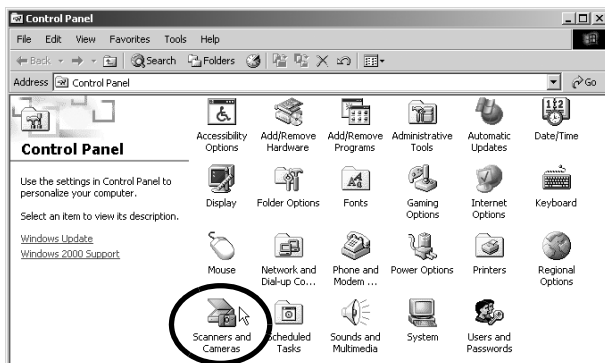 Control Panel
File Edit View Favorites Tools Help
Back Search Folders
Address Control Panel Go
Control Panel
Use the settings in Control Panel to
personalize your computer.
Select an item to view its description.
Windows Update
Windows 2000 Support
Accessibility
Options
Add/Remove
Hardware
Add/Remove
Programs
Administrative
Tools
Automatic
Updates
Date/Time
Display
Folder Options
Fonts
Gaming
Options
Internet
Options
Keyboard
Mouse
Network and
Dial-up Co...
Phone and
Modem ...
Power Options
Printers
Regional
Options
Scanners and
Cameras
Scheduled
Tasks
Sounds and
Multimedia
System
Users and
Passwords